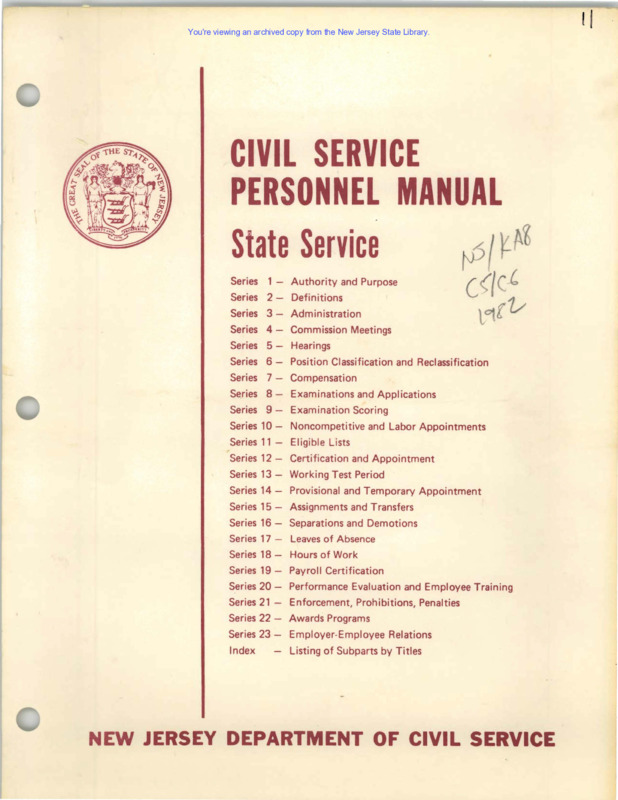 11
You're viewing an archived copy from the New Jersey State Library.
THE GREAT SEAL OF THE STATE OF NEW JERSEY
CIVIL SERVICE
PERSONNEL MANUAL
State Service
NJ/KA8
C5/C6
1982
Series 1 – Authority and Purpose
Series 2 – Definitions
Series 3 – Administration
Series 4 – Commission Meetings
Series 5 – Hearings
Series 6 – Position Classification and Reclassification
Series 7 – Compensation
Series 8 – Examinations and Applications
Series 9 – Examination Scoring
Series 10 – Noncompetitive and Labor Appointments
Series 11 – Eligible Lists
Series 12 – Certification and Appointment
Series 13 – Working Test Period
Series 14 – Provisional and Temporary Appointment
Series 15 – Assignments and Transfers
Series 16 – Separations and Demotions
Series 17 – Leaves of Absence
Series 18 – Hours of Work
Series 19 – Payroll Certification
Series 20 – Performance Evaluation and Employee Training
Series 21 – Enforcement, Prohibitions, Penalties
Series 22 – Awards Programs
Series 23 – Employer-Employee Relations
Index – Listing of Subparts by Titles
NEW JERSEY DEPARTMENT OF CIVIL SERVICE